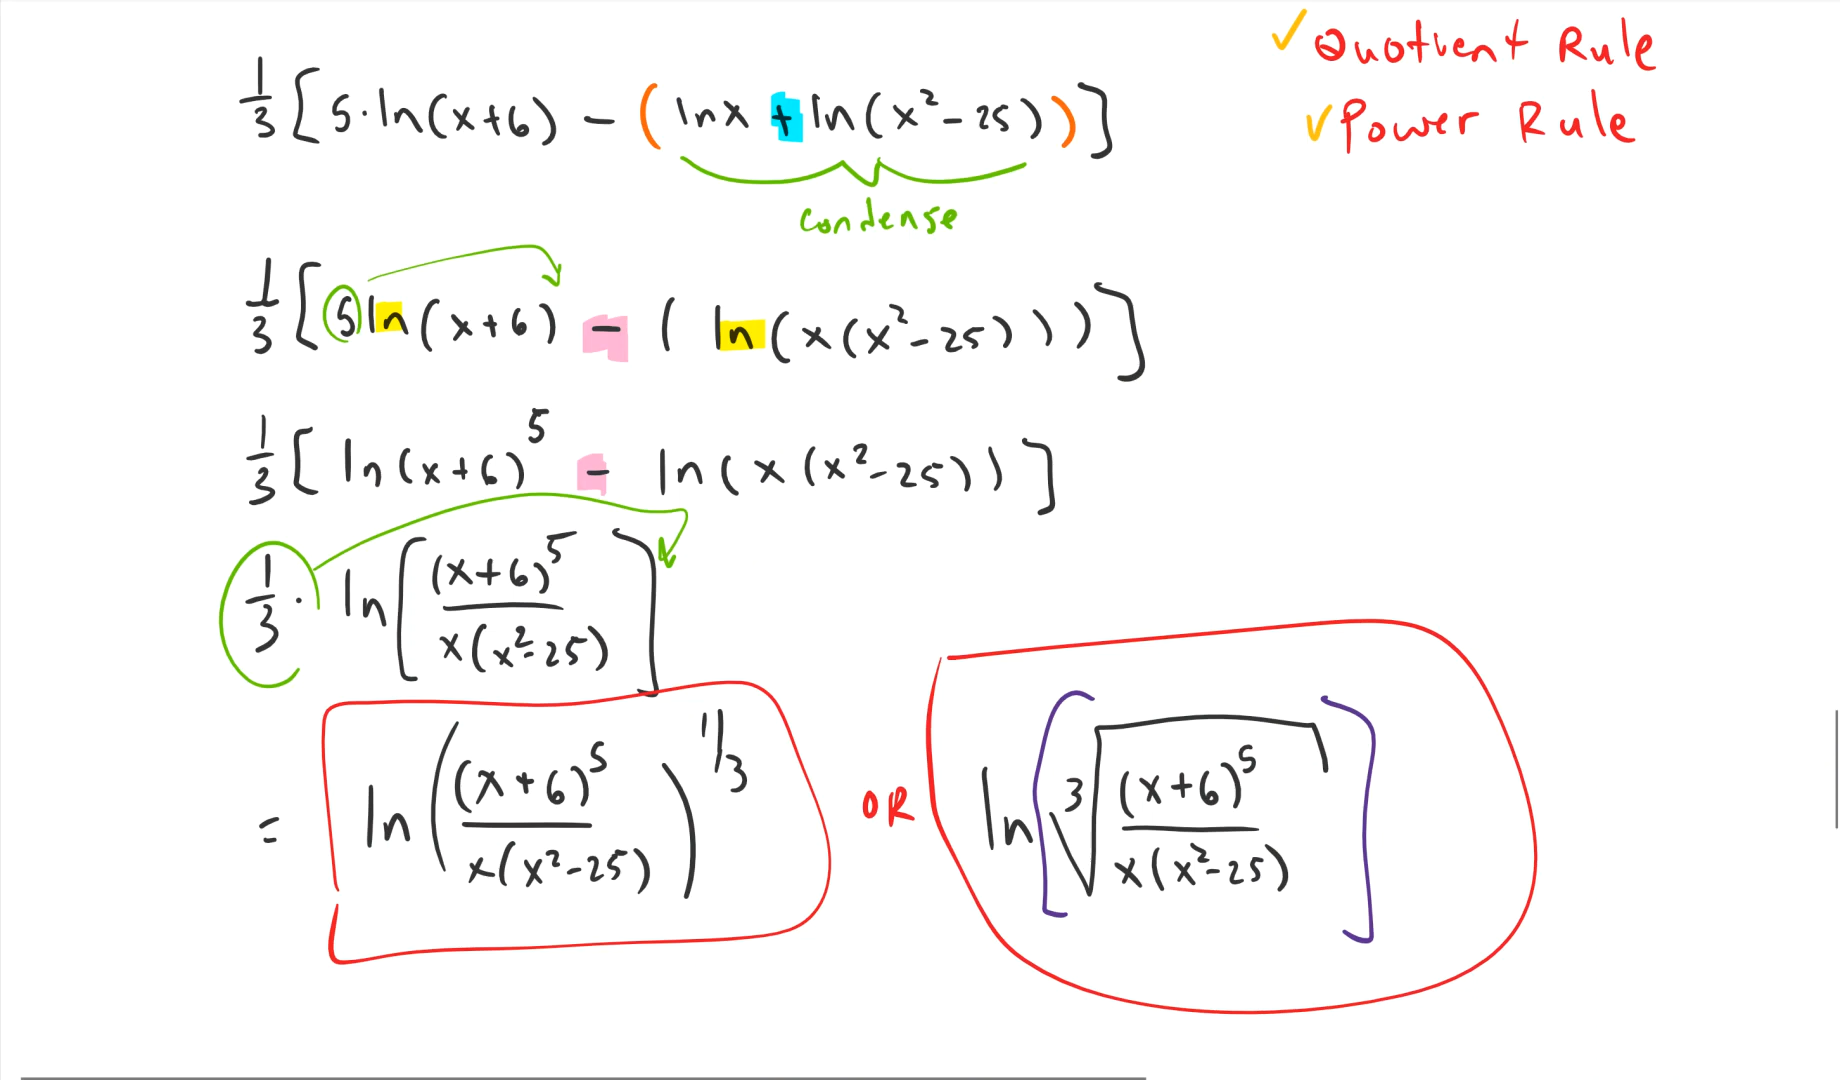 ✓ Quotient Rule
✓ Power Rule
1/3 [5·ln(x+6) − (lnx + ln(x²−25))]
condense
1/3 [5ln(x+6) − (ln(x(x²−25)))]
1/3 [ln(x+6)⁵ − ln(x(x²−25))]
1/3 · ln[(x+6)⁵ / x(x²−25)]
= ln((x+6)⁵ / x(x²−25))^1/3 OR ln[³√((x+6)⁵ / x(x²−25))]